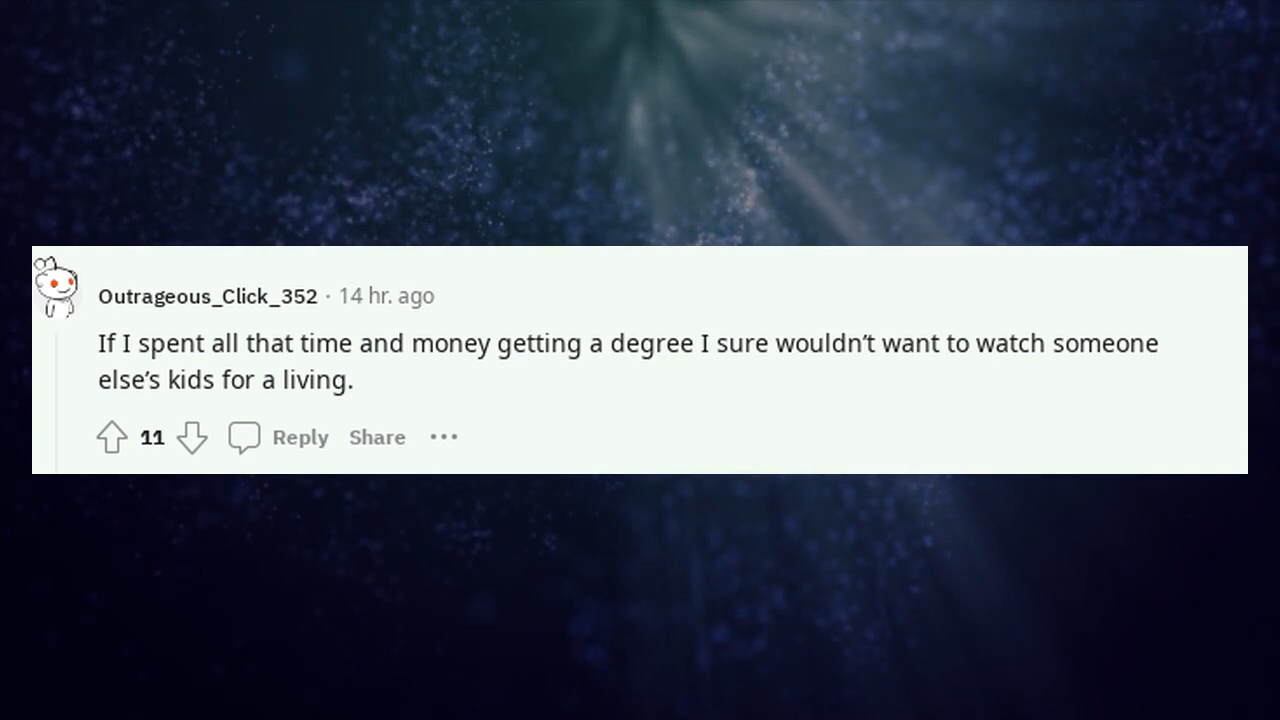 Outrageous_Click_352 · 14 hr. ago
If I spent all that time and money getting a degree I sure wouldn’t want to watch someone
else’s kids for a living.
11 Reply Share •••